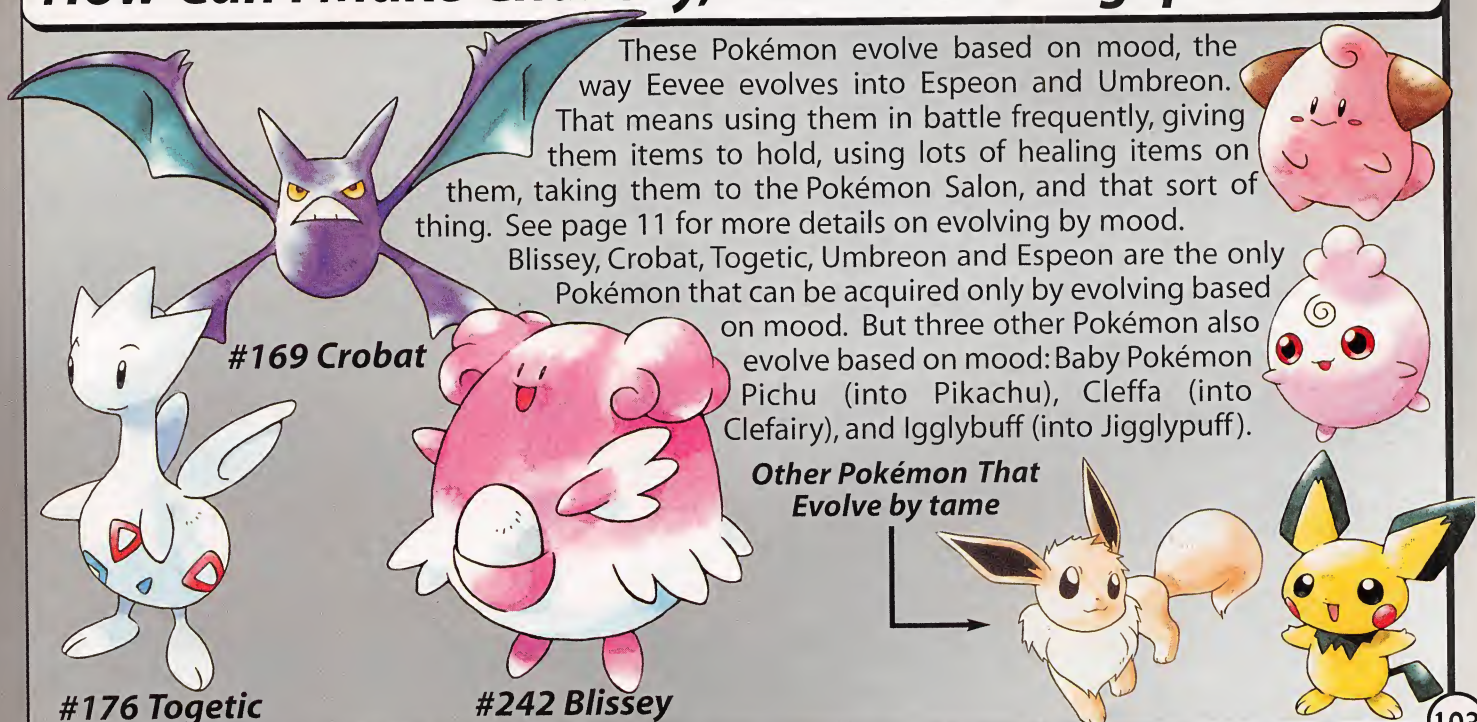 These Pokémon evolve based on mood, the
way Eevee evolves into Espeon and Umbreon.
That means using them in battle frequently, giving
them items to hold, using lots of healing items on
them, taking them to the Pokémon Salon, and that sort of
thing. See page 11 for more details on evolving by mood.
Blissey, Crobat, Togetic, Umbreon and Espeon are the only
Pokémon that can be acquired only by evolving based
on mood. But three other Pokémon also
evolve based on mood: Baby Pokémon
Pichu (into Pikachu), Cleffa (into
Clefairy), and Igglybuff (into Jigglypuff).
#169 Crobat
Other Pokémon That
Evolve by tame
#176 Togetic
#242 Blissey